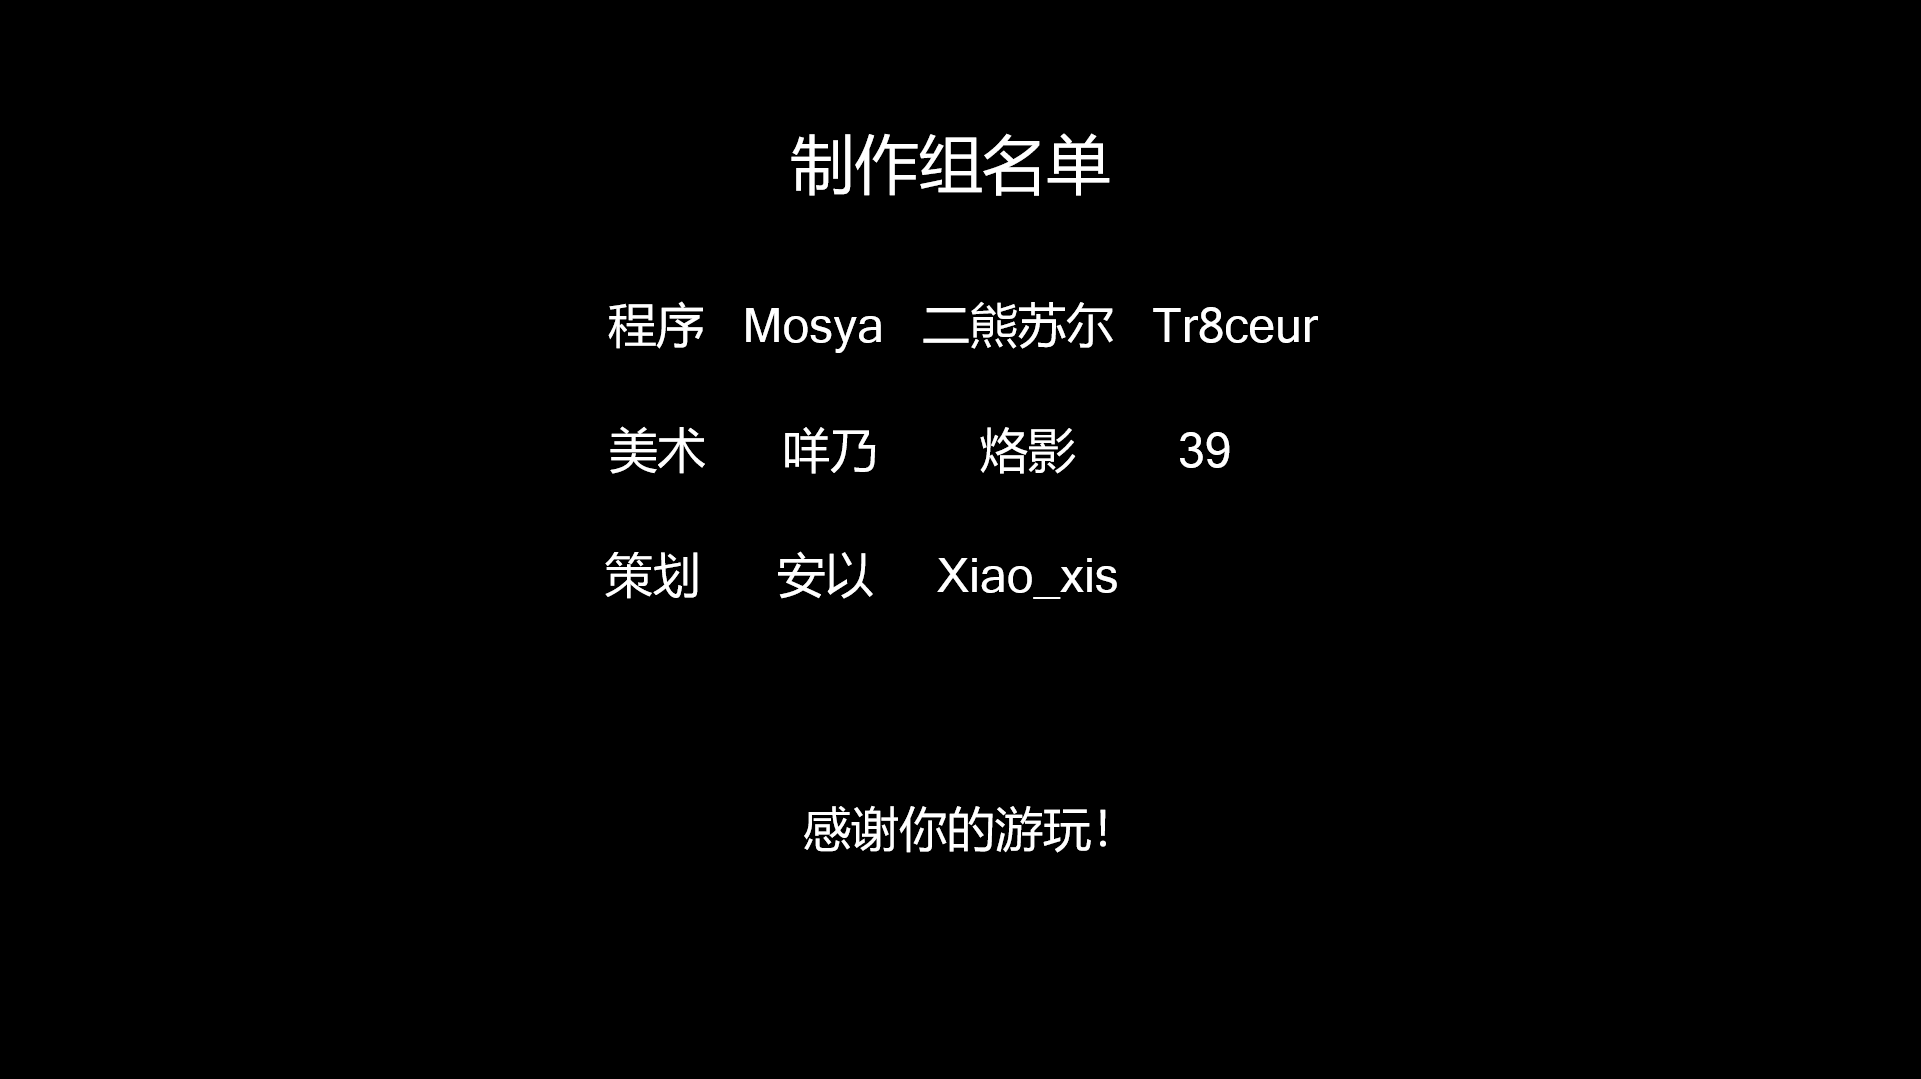 制作组名单
程序 Mosya 二熊苏尔 Tr8ceur
美术 咩乃 烙影 39
策划 安以 Xiao_xis
感谢你的游玩！